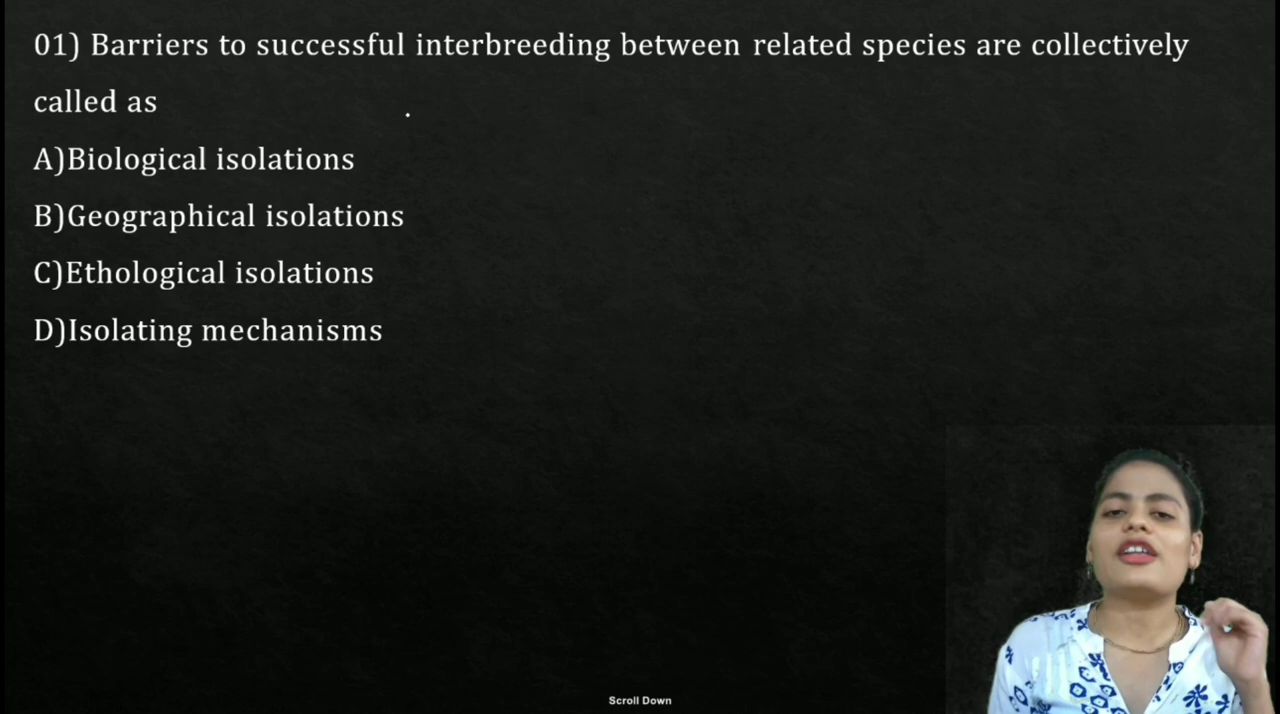 01) Barriers to successful interbreeding between related species are collectively
called as
A)Biological isolations
B)Geographical isolations
C)Ethological isolations
D)Isolating mechanisms
Scroll Down